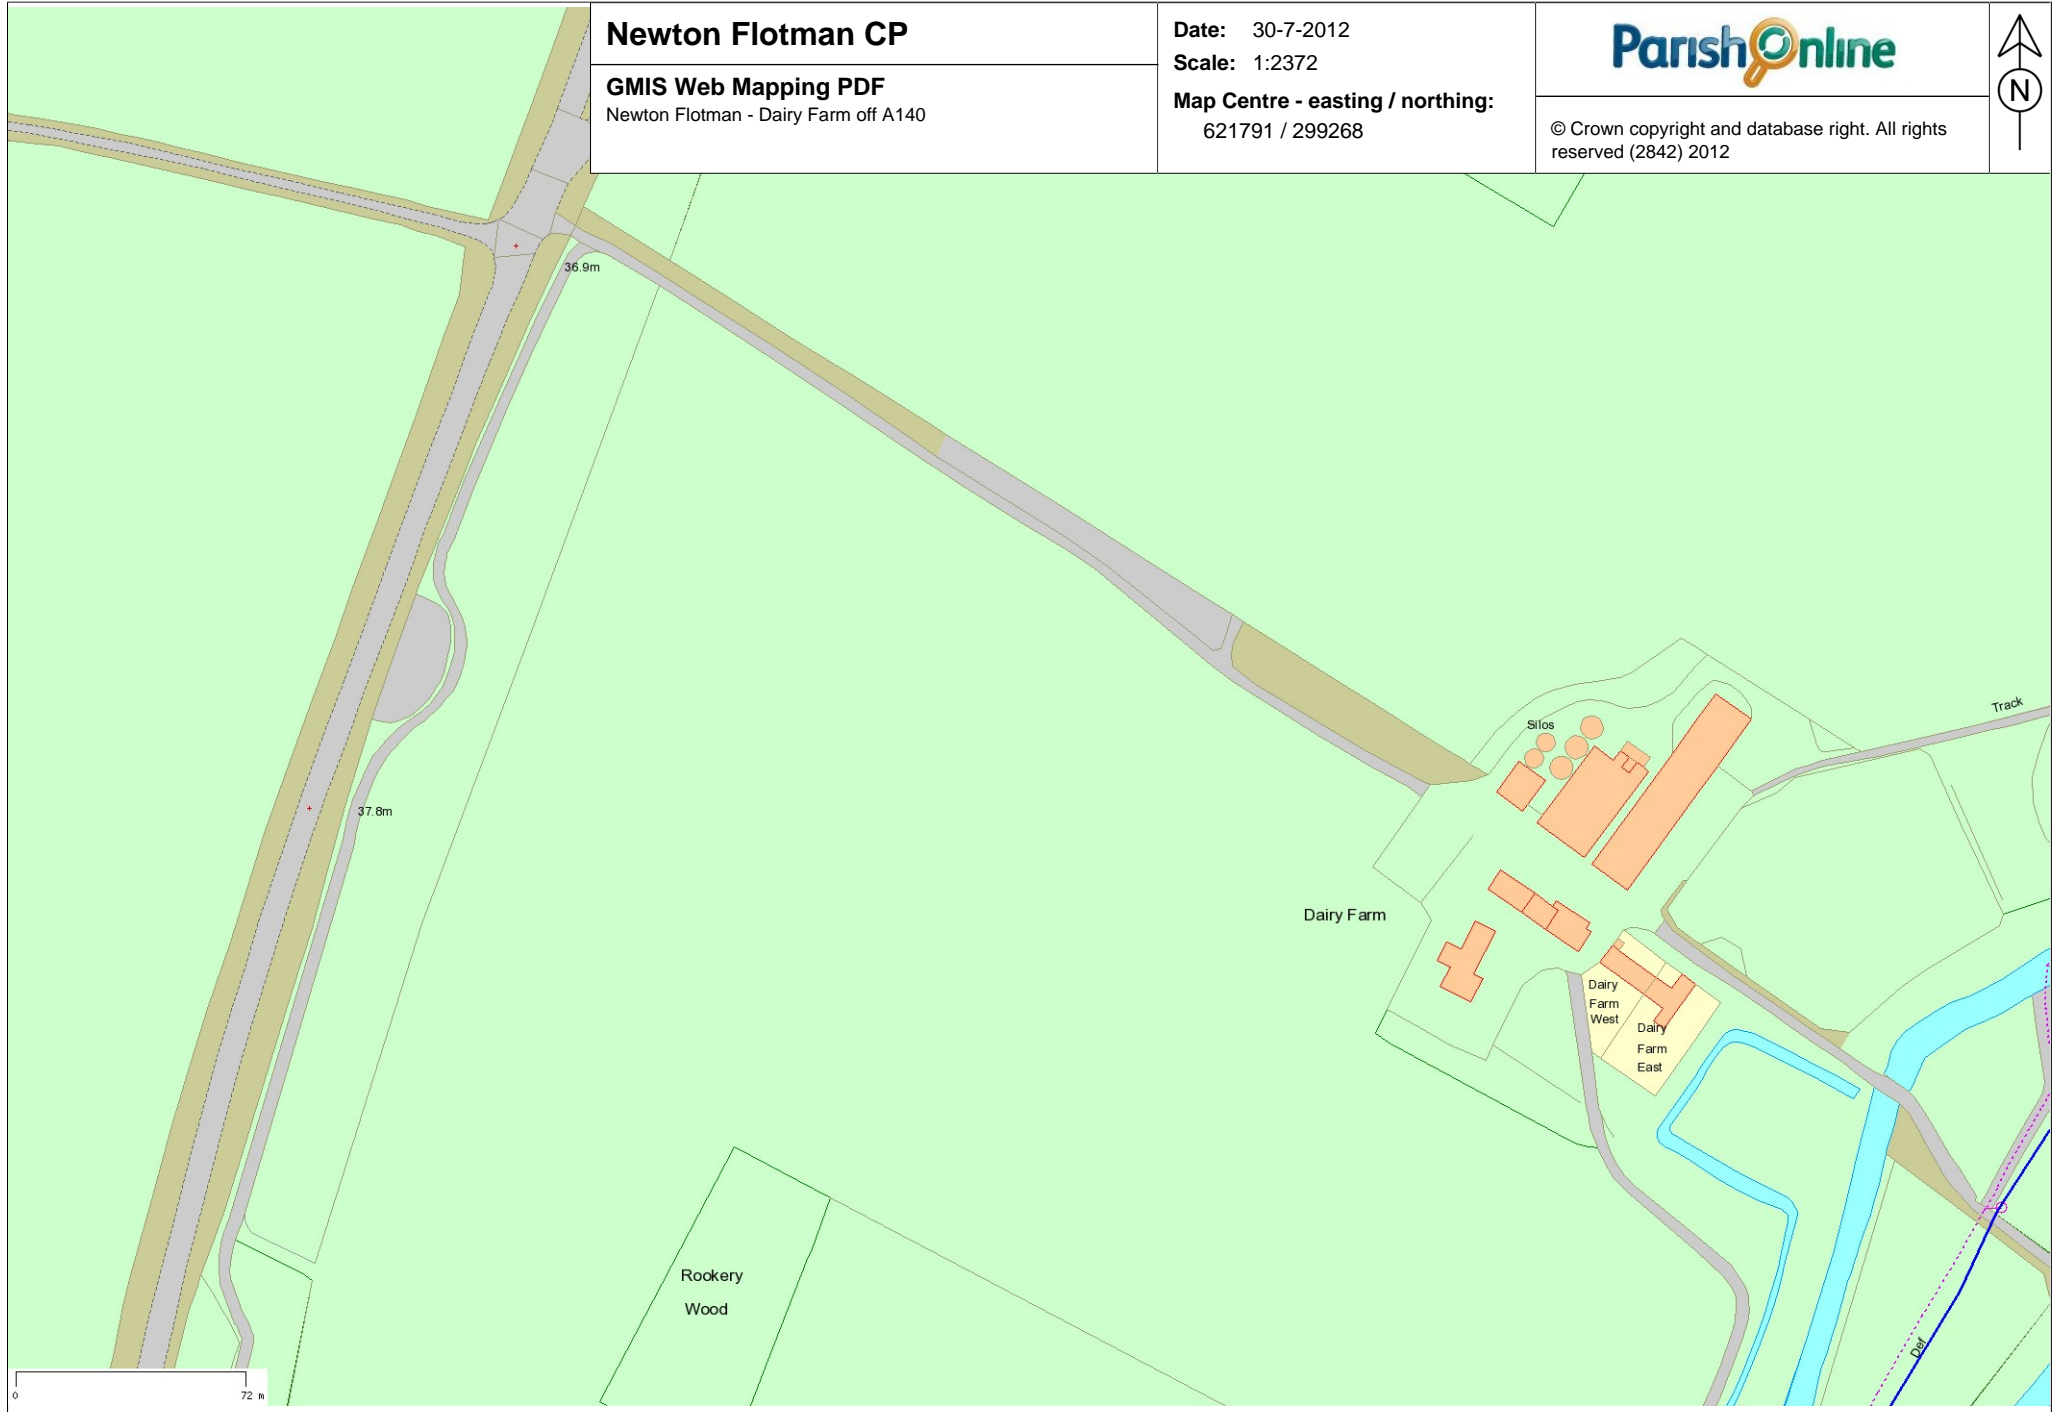 Newton Flotman CP
GMIS Web Mapping PDF
Newton Flotman - Dairy Farm off A140
Date: 30-7-2012
Scale: 1:2372
Map Centre - easting / northing:
621791 / 299268
Parish Online
© Crown copyright and database right. All rights
reserved (2842) 2012
N
36.9m
37.8m
Silos
Track
Dairy Farm
Dairy
Farm
West
Dairy
Farm
East
Rookery
Wood
Def
0 72 m